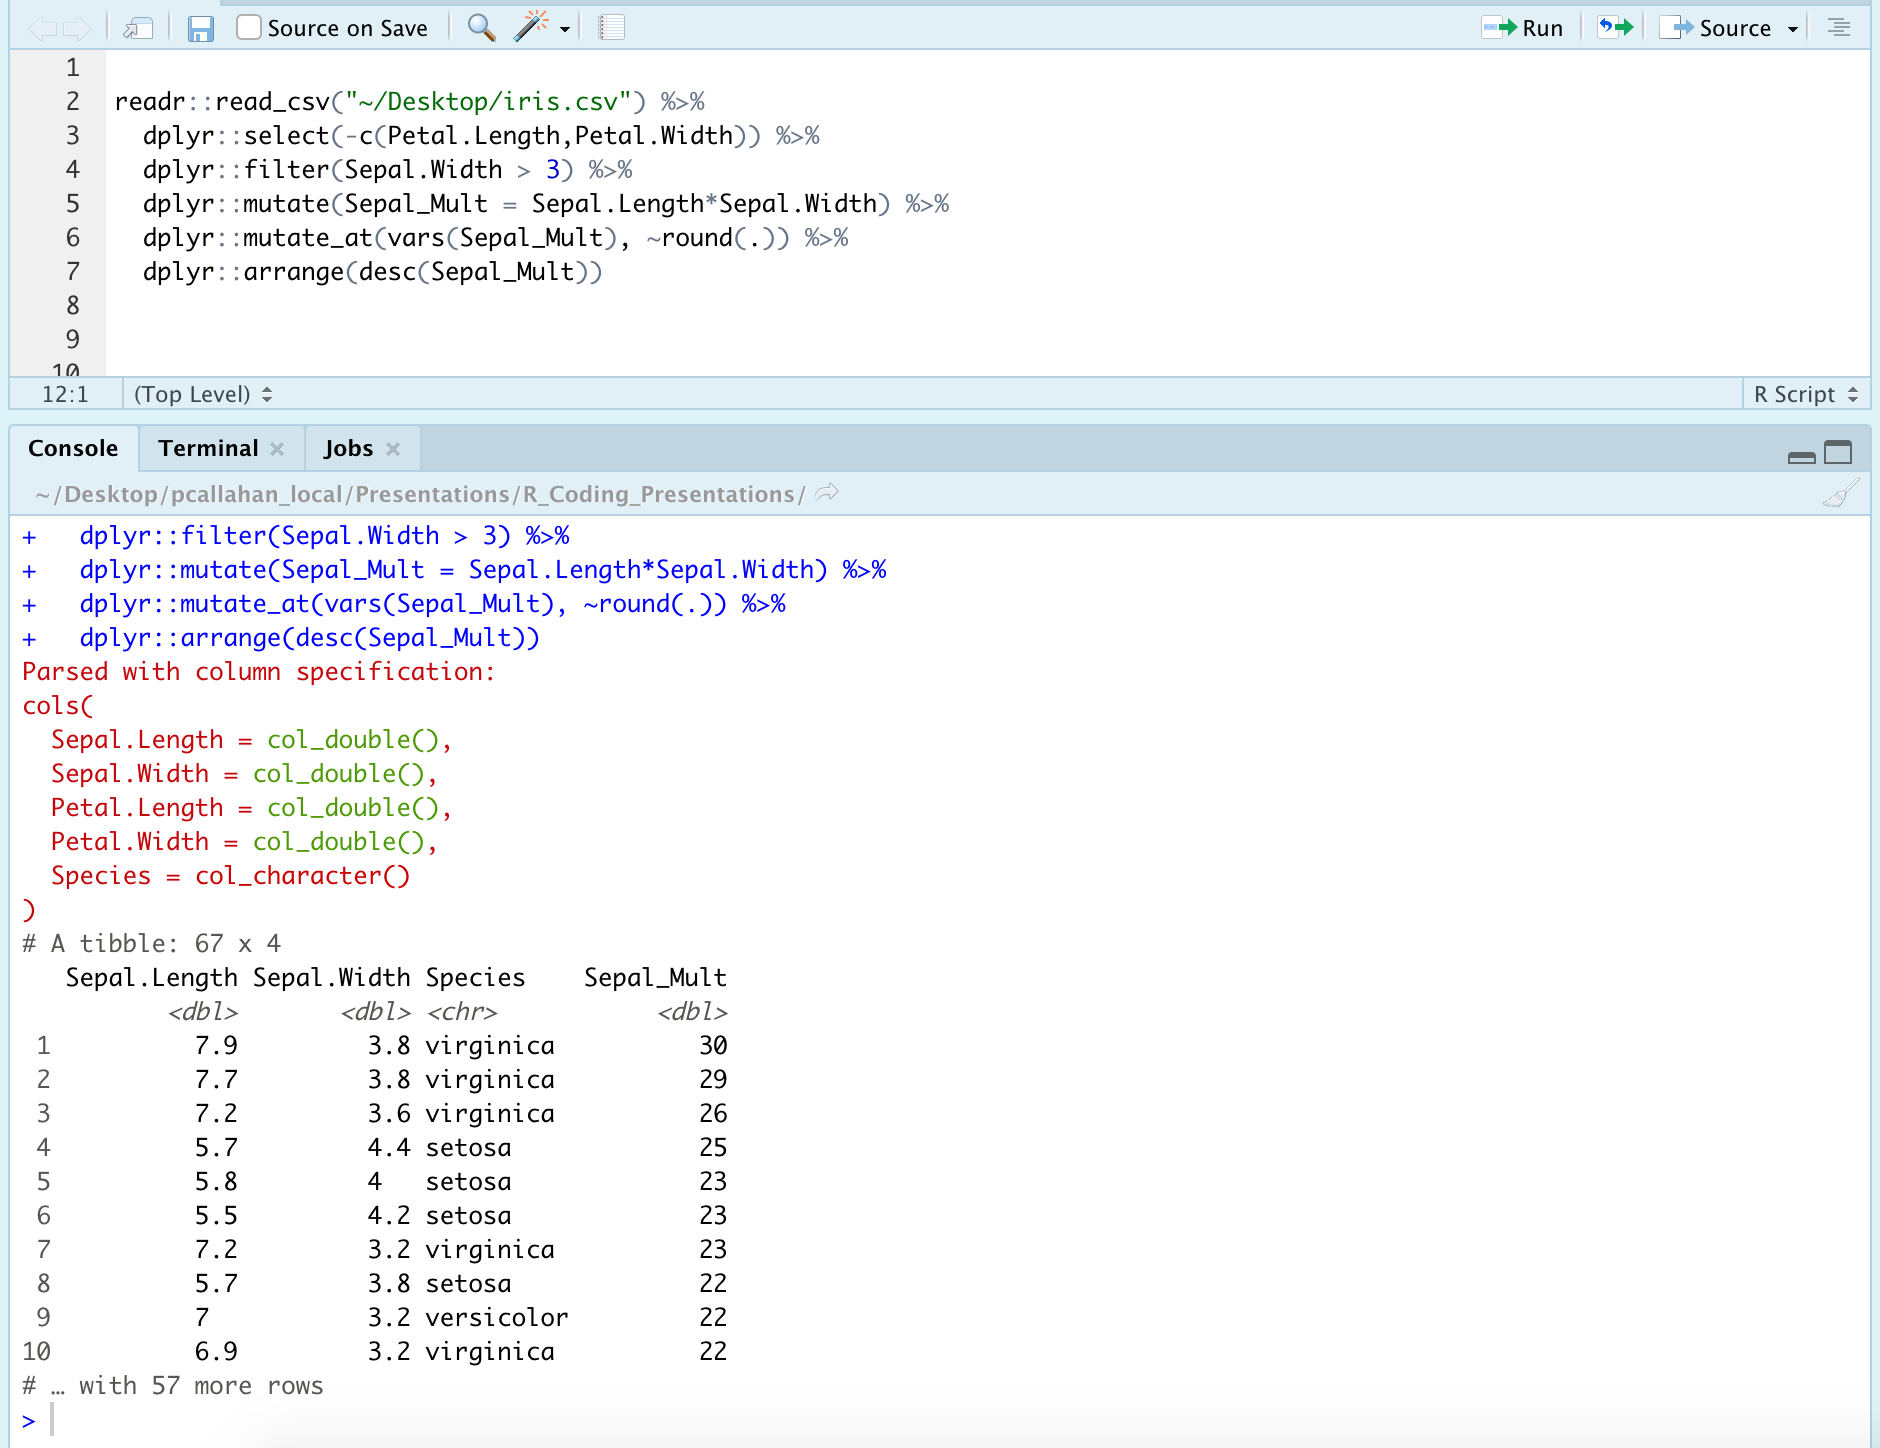 Source on Save
Run
Source
1
2 readr::read_csv("~/Desktop/iris.csv") %>%
3   dplyr::select(-c(Petal.Length,Petal.Width)) %>%
4   dplyr::filter(Sepal.Width > 3) %>%
5   dplyr::mutate(Sepal_Mult = Sepal.Length*Sepal.Width) %>%
6   dplyr::mutate_at(vars(Sepal_Mult), ~round(.)) %>%
7   dplyr::arrange(desc(Sepal_Mult))
8
9
10
12:1 (Top Level) R Script
Console Terminal Jobs
~/Desktop/pcallahan_local/Presentations/R_Coding_Presentations/
+   dplyr::filter(Sepal.Width > 3) %>%
+   dplyr::mutate(Sepal_Mult = Sepal.Length*Sepal.Width) %>%
+   dplyr::mutate_at(vars(Sepal_Mult), ~round(.)) %>%
+   dplyr::arrange(desc(Sepal_Mult))
Parsed with column specification:
cols(
  Sepal.Length = col_double(),
  Sepal.Width = col_double(),
  Petal.Length = col_double(),
  Petal.Width = col_double(),
  Species = col_character()
)
# A tibble: 67 x 4
   Sepal.Length Sepal.Width Species    Sepal_Mult
          <dbl>       <dbl> <chr>           <dbl>
 1          7.9         3.8 virginica          30
 2          7.7         3.8 virginica          29
 3          7.2         3.6 virginica          26
 4          5.7         4.4 setosa             25
 5          5.8         4   setosa             23
 6          5.5         4.2 setosa             23
 7          7.2         3.2 virginica          23
 8          5.7         3.8 setosa             22
 9          7           3.2 versicolor         22
10          6.9         3.2 virginica          22
# … with 57 more rows
>